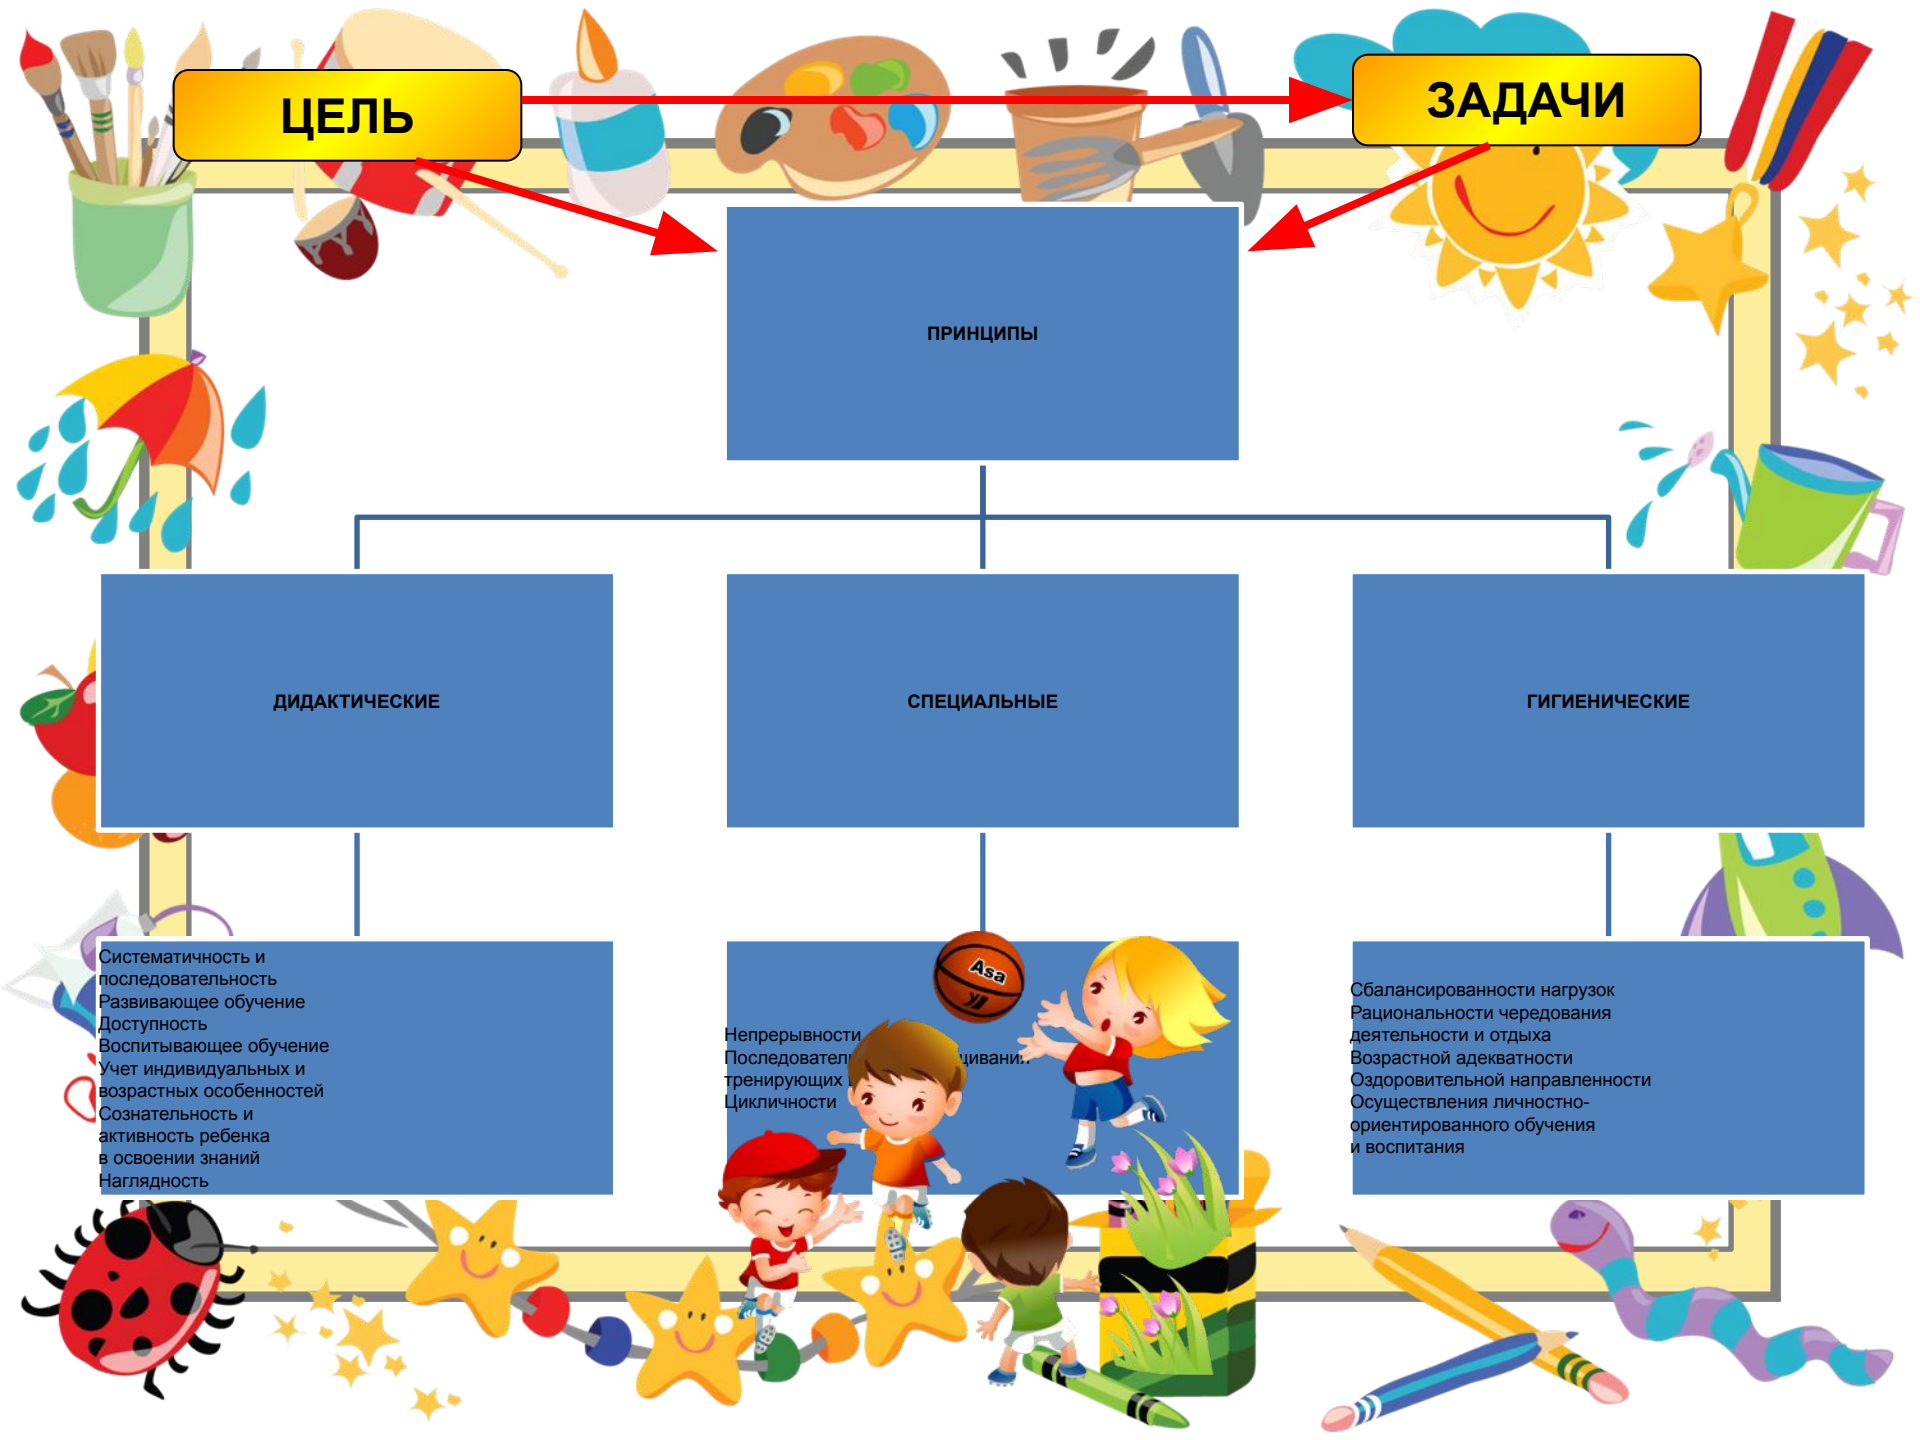 ЦЕЛЬ
ЗАДАЧИ
ПРИНЦИПЫ
ДИДАКТИЧЕСКИЕ
СПЕЦИАЛЬНЫЕ
ГИГИЕНИЧЕСКИЕ
Систематичность и
последовательность
Развивающее обучение
Доступность
Воспитывающее обучение
Учет индивидуальных и
возрастных особенностей
Сознательность и
активность ребенка
в освоении знаний
Наглядность
Непрерывности
тренирующих
Цикличности
Asa
Сбалансированности нагрузок
Рациональности чередования
деятельности и отдыха
Возрастной адекватности
Оздоровительной направленности
Осуществления личностно-
ориентированного обучения
и воспитания